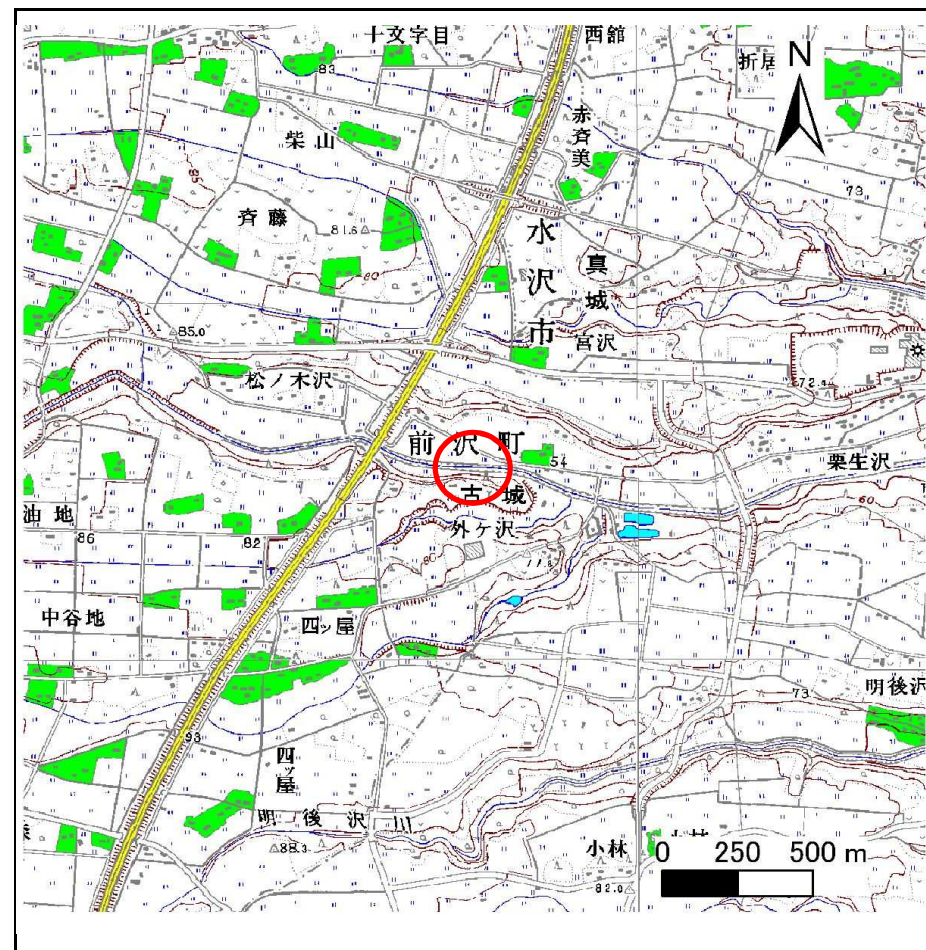 十文字目
西舘
折居
N
83
柴山
赤斉美
73
斉藤
81.6
80
水沢市
真城
宮沢
85.0
松ノ木沢
72.4
前沢町
54
栗生沢
古城
60
油地
86
82
外ヶ沢
80
中谷地
四ッ屋
明後沢
73
93
四ッ屋
明後沢川
88.3
小林
82.0
0 250 500 m